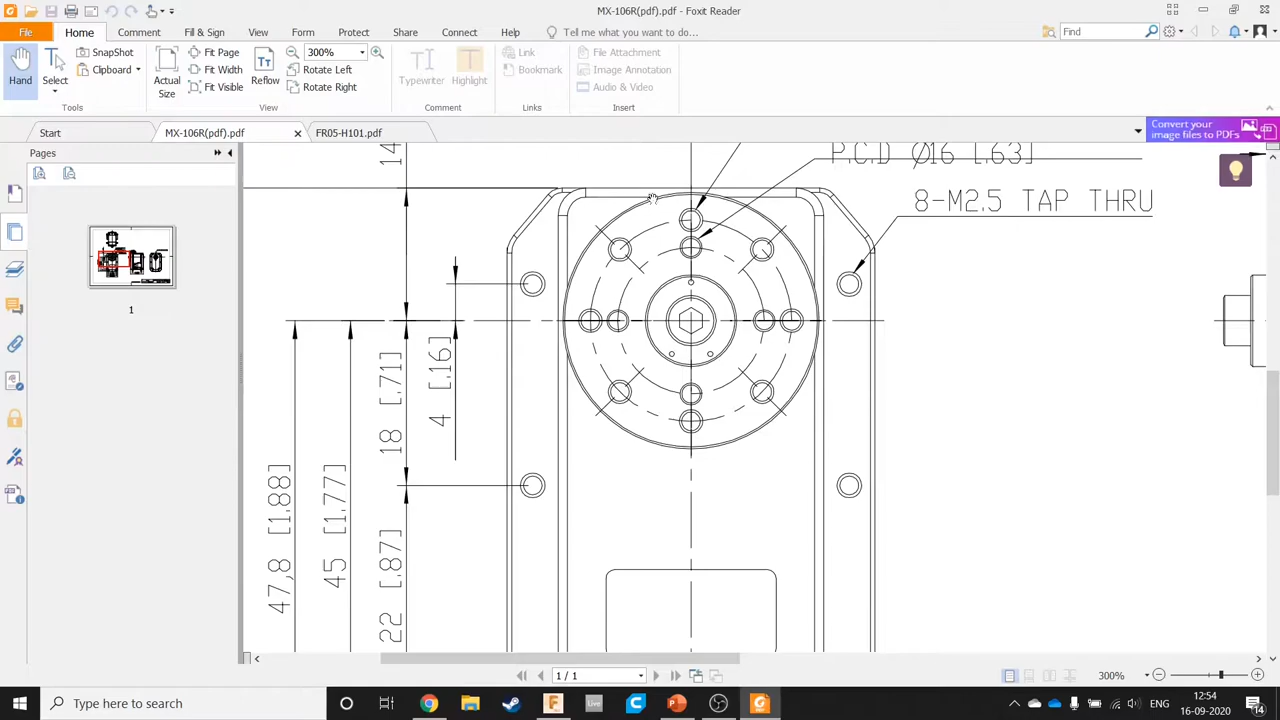 MX-106R(pdf).pdf - Foxit Reader
File Home Comment Fill & Sign View Form Protect Share Connect Help Tell me what you want to do... Find
SnapShot
Clipboard
Hand
Select
Tools
Actual
Size
Fit Page
Fit Width
Fit Visible
Reflow
300%
Rotate Left
Rotate Right
View
Typewriter
Highlight
Comment
Link
Bookmark
Links
File Attachment
Image Annotation
Audio & Video
Insert
Start
MX-106R(pdf).pdf
FR05-H101.pdf
Convert your
image files to PDFs
Pages
1
14
P.C.D Ø16 [.63]
8-M2.5 TAP THRU
4 [.16]
18 [.71]
22 [.87]
45 [1.77]
47,8 [1.88]
1 / 1
300%
Type here to search
Live
ENG
12:54
16-09-2020
14